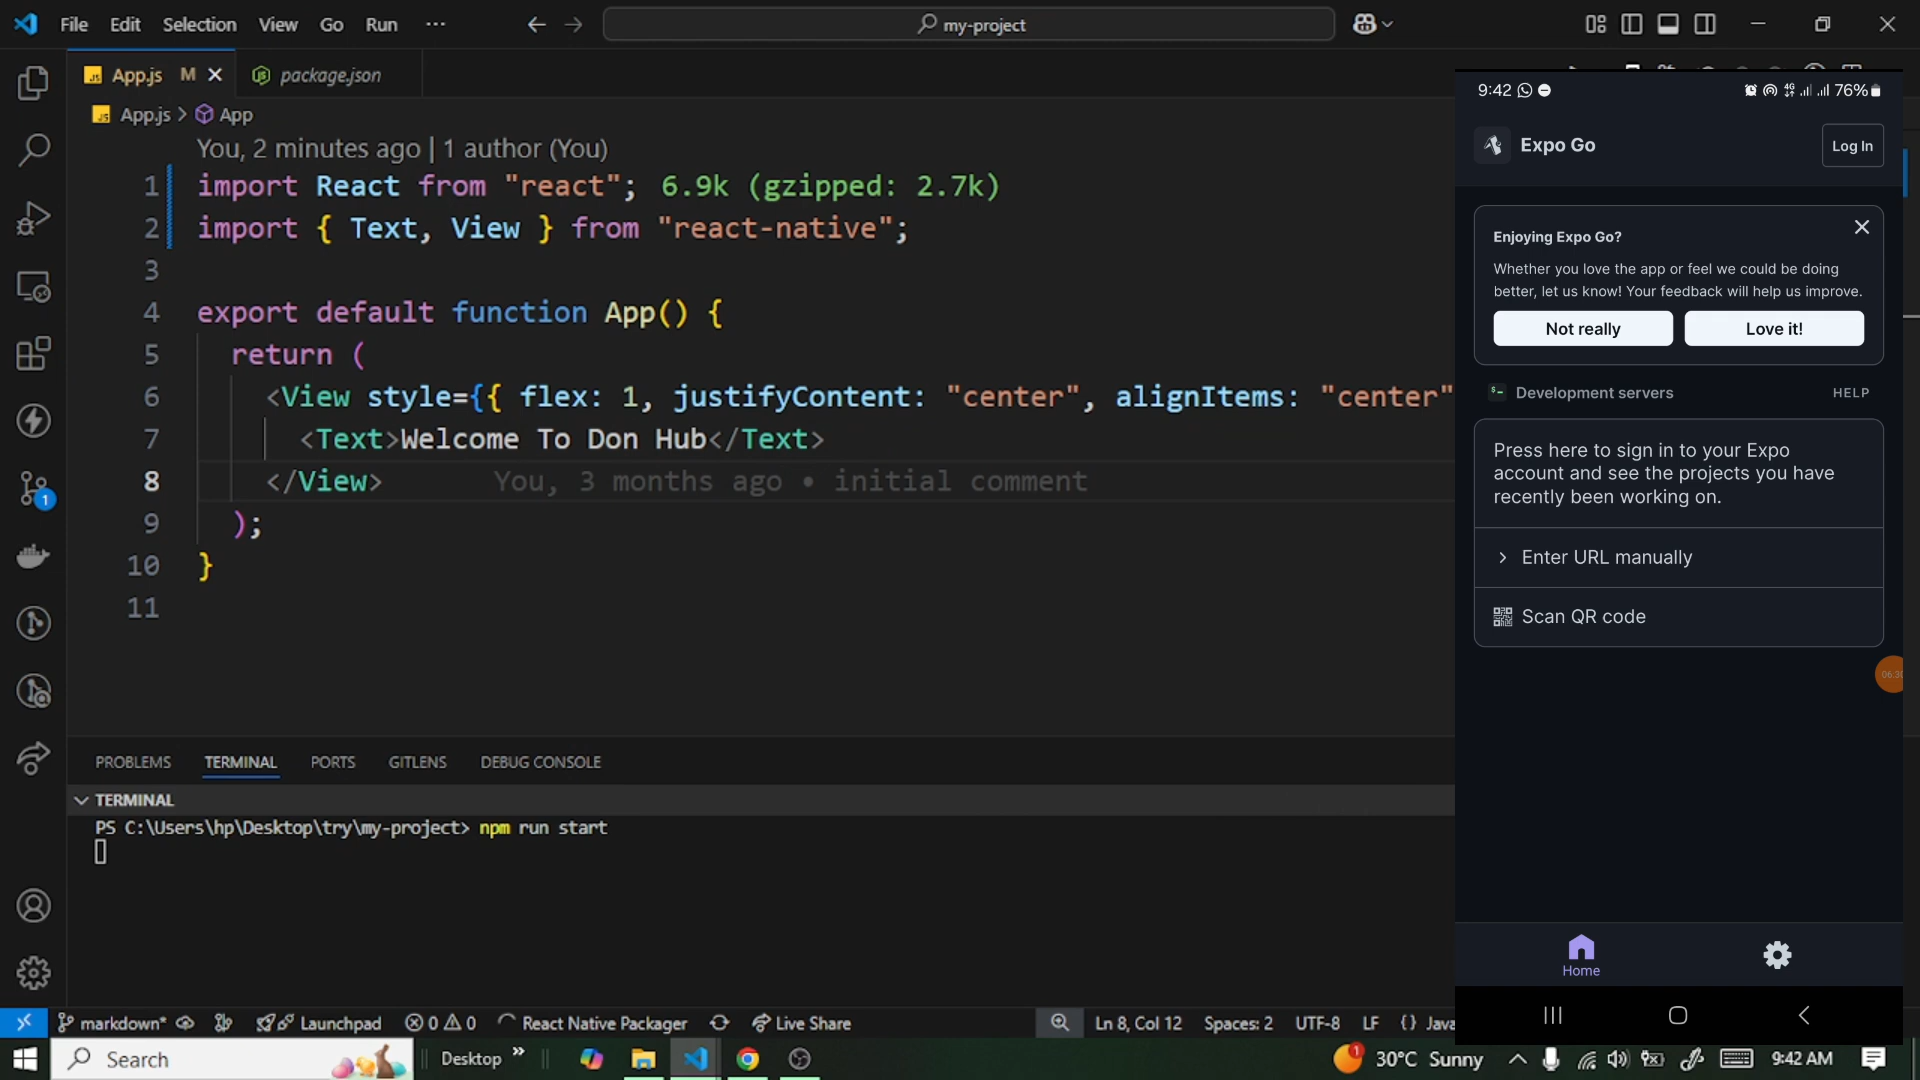 File Edit Selection View Go Run ...
my-project
App.js M
package.json
App.js > App
You, 2 minutes ago | 1 author (You)
1 import React from "react"; 6.9k (gzipped: 2.7k)
2 import { Text, View } from "react-native";
3
4 export default function App() {
5 return (
6 <View style={{ flex: 1, justifyContent: "center", alignItems: "center"
7 <Text>Welcome To Don Hub</Text>
8 </View> You, 3 months ago • initial comment
9 );
10 }
11
1
PROBLEMS TERMINAL PORTS GITLENS DEBUG CONSOLE
TERMINAL
PS C:\Users\hp\Desktop\try\my-project> npm run start
markdown* Launchpad 0 0 React Native Packager Live Share
Ln 8, Col 12 Spaces: 2 UTF-8 LF {} Java
Search
Desktop »
1
30°C Sunny
9:42 AM
9:42
4G
76%
Expo Go
Log In
Enjoying Expo Go?
Whether you love the app or feel we could be doing
better, let us know! Your feedback will help us improve.
Not really
Love it!
Development servers
HELP
Press here to sign in to your Expo
account and see the projects you have
recently been working on.
> Enter URL manually
Scan QR code
Home